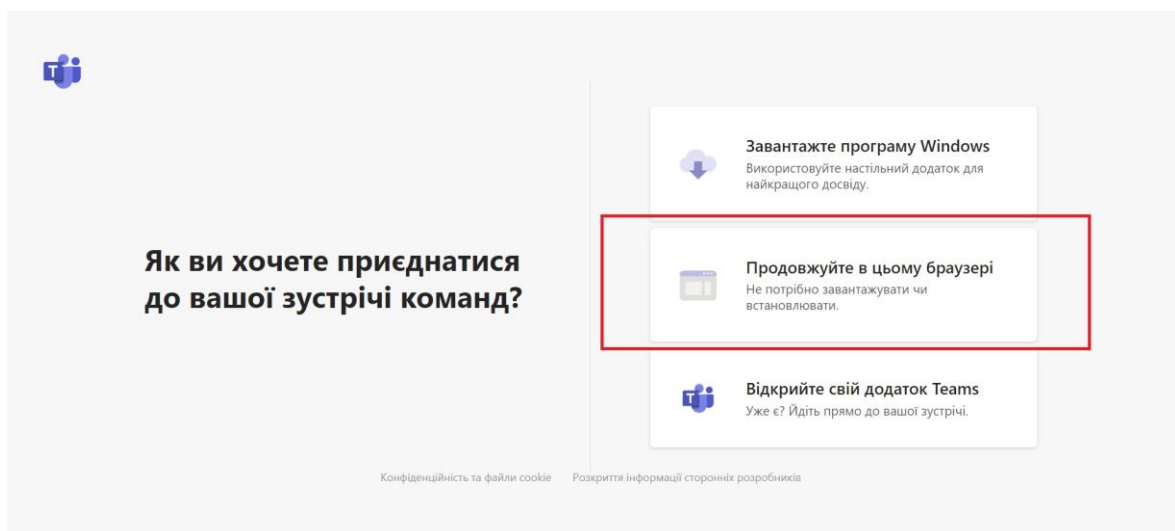 Як ви хочете приєднатися
до вашої зустрічі команд?
Завантажте програму Windows
Використовуйте настільний додаток для
найкращого досвіду.
Продовжуйте в цьому браузері
Не потрібно завантажувати чи
встановлювати.
Відкрийте свій додаток Teams
Уже є? Йдіть прямо до вашої зустрічі.
Конфіденційність та файли cookie
Розкриття інформації сторонніх розробників